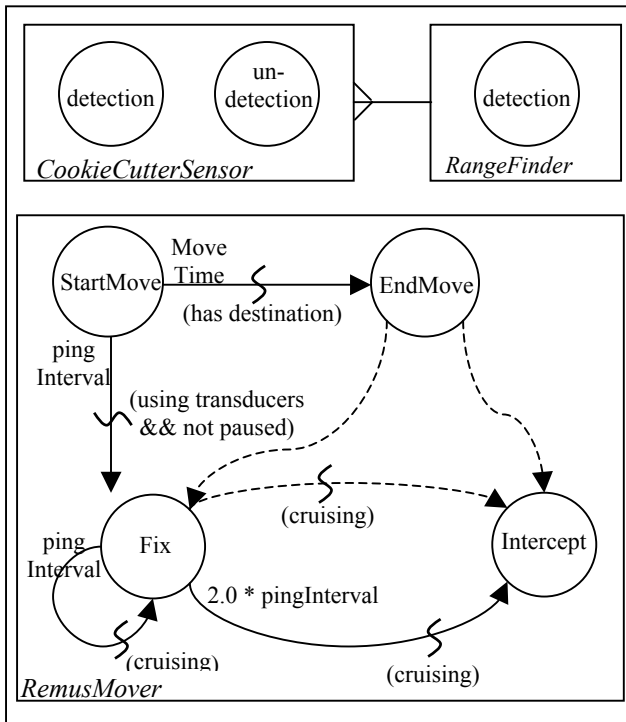 detection
un-
detection
CookieCutterSensor
detection
RangeFinder
StartMove
Move
Time
(has destination)
EndMove
ping
Interval
(using transducers
&& not paused)
ping
Interval
Fix
(cruising)
(cruising)
2.0 * pingInterval
(cruising)
Intercept
RemusMover